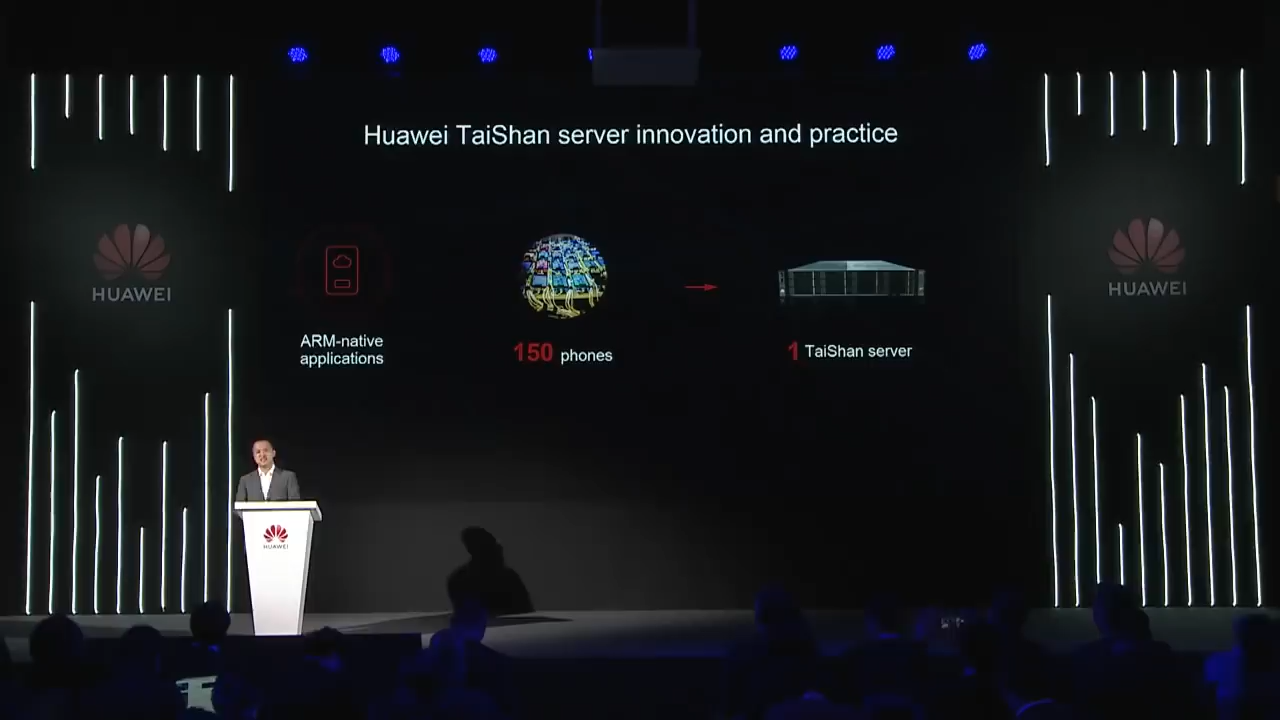 Huawei TaiShan server innovation and practice
HUAWEI
HUAWEI
ARM-native
applications
150 phones
1 TaiShan server
HUAWEI